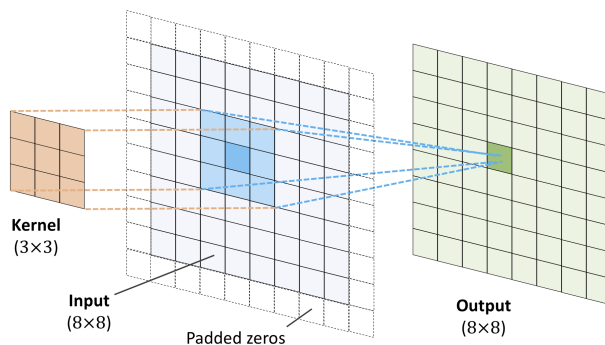 Kernel
(3×3)
Input
(8×8)
Padded zeros
Output
(8×8)